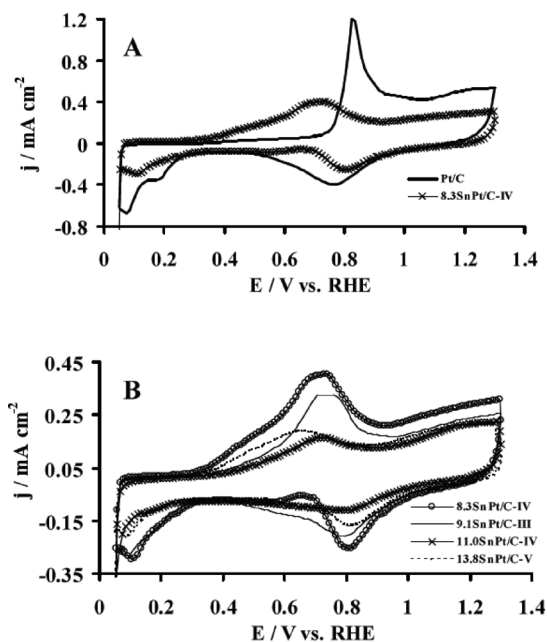 A
j / mA cm-2
1.2
0.8
0.4
0
-0.4
-0.8
Pt/C
8.3SnPt/C-IV
0 0.2 0.4 0.6 0.8 1 1.2 1.4
E / V vs. RHE
B
j / mA cm-2
0.45
0.25
0.05
-0.15
-0.35
8.3SnPt/C-IV
9.1SnPt/C-III
11.0SnPt/C-IV
13.8SnPt/C-V
0 0.2 0.4 0.6 0.8 1 1.2 1.4
E / V vs. RHE